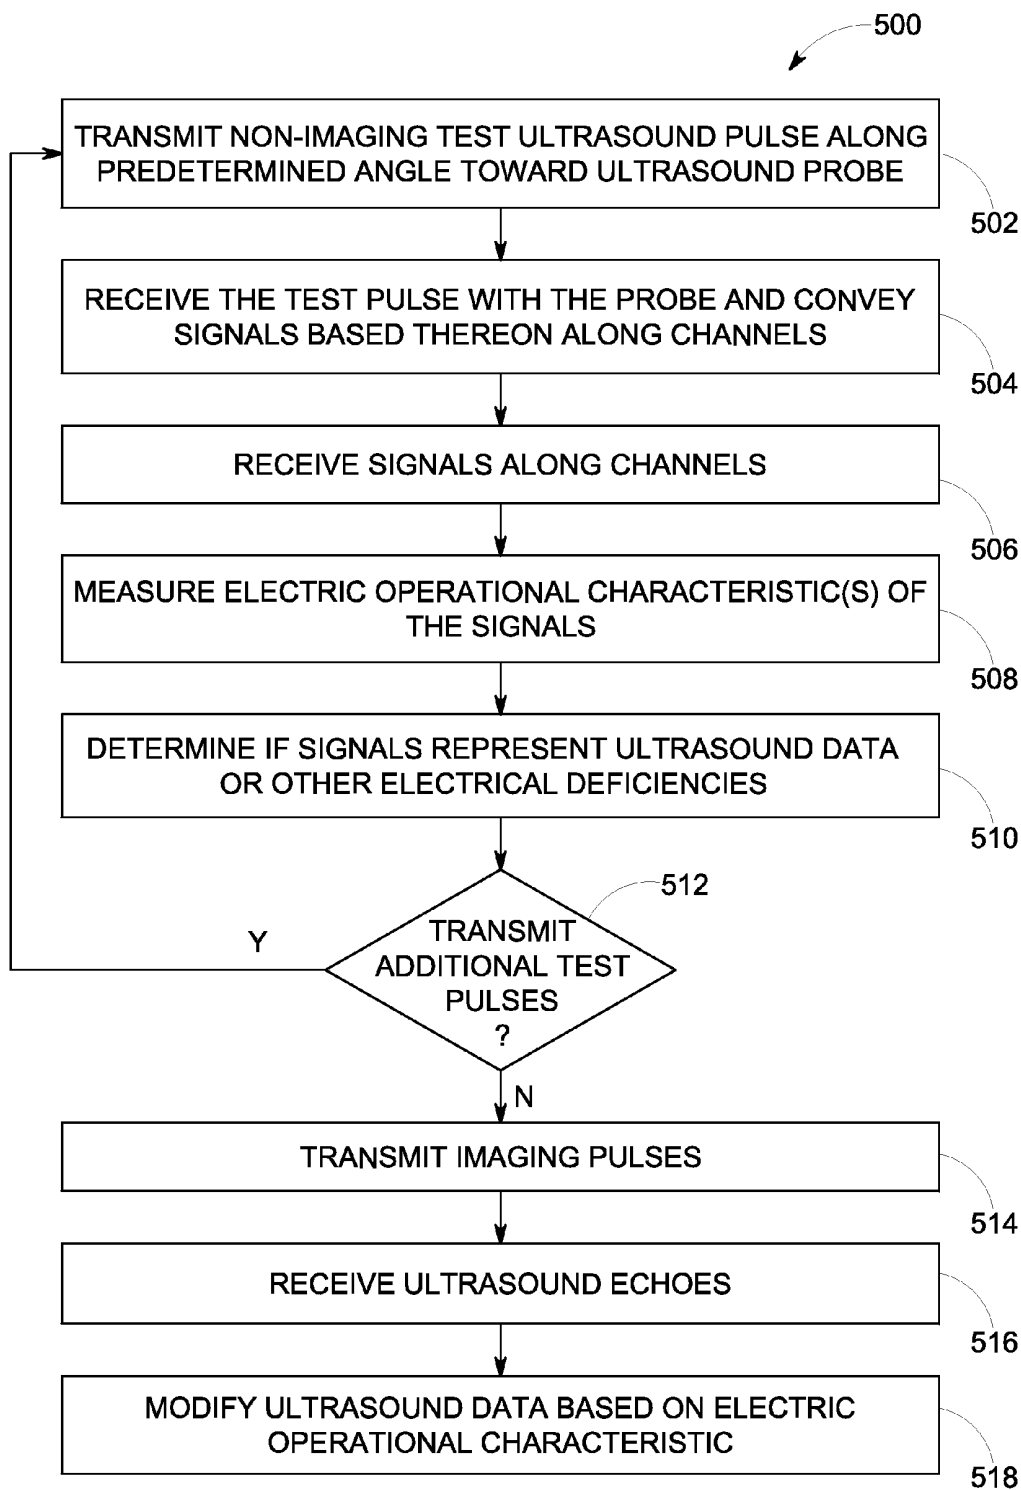 500
TRANSMIT NON-IMAGING TEST ULTRASOUND PULSE ALONG
PREDETERMINED ANGLE TOWARD ULTRASOUND PROBE
502
RECEIVE THE TEST PULSE WITH THE PROBE AND CONVEY
SIGNALS BASED THEREON ALONG CHANNELS
504
RECEIVE SIGNALS ALONG CHANNELS
506
MEASURE ELECTRIC OPERATIONAL CHARACTERISTIC(S) OF
THE SIGNALS
508
DETERMINE IF SIGNALS REPRESENT ULTRASOUND DATA
OR OTHER ELECTRICAL DEFICIENCIES
510
512
TRANSMIT
ADDITIONAL TEST
PULSES
?
Y
N
TRANSMIT IMAGING PULSES
514
RECEIVE ULTRASOUND ECHOES
516
MODIFY ULTRASOUND DATA BASED ON ELECTRIC
OPERATIONAL CHARACTERISTIC
518